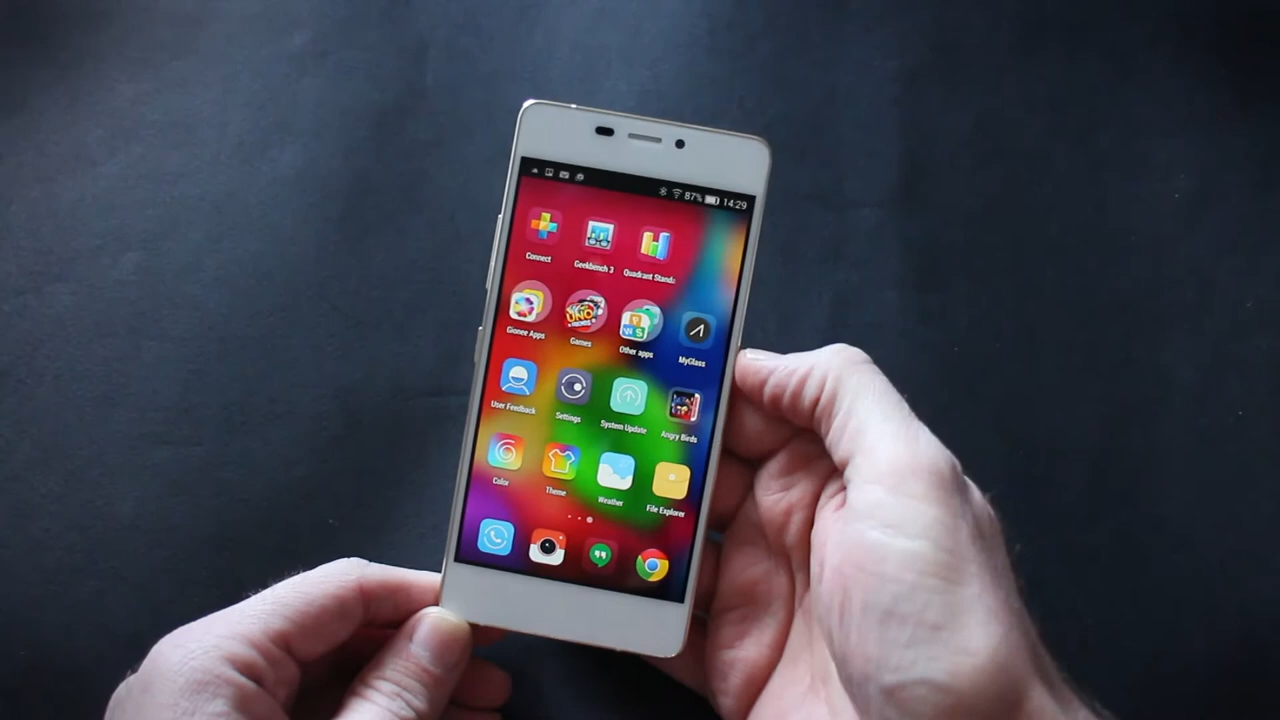 87% 14:29
Connect Geekbench 3 Quadrant Standa
Gionee Apps Games Other apps MyGlass
UNO
User Feedback Settings System Update Angry Birds
Color Theme Weather File Explorer